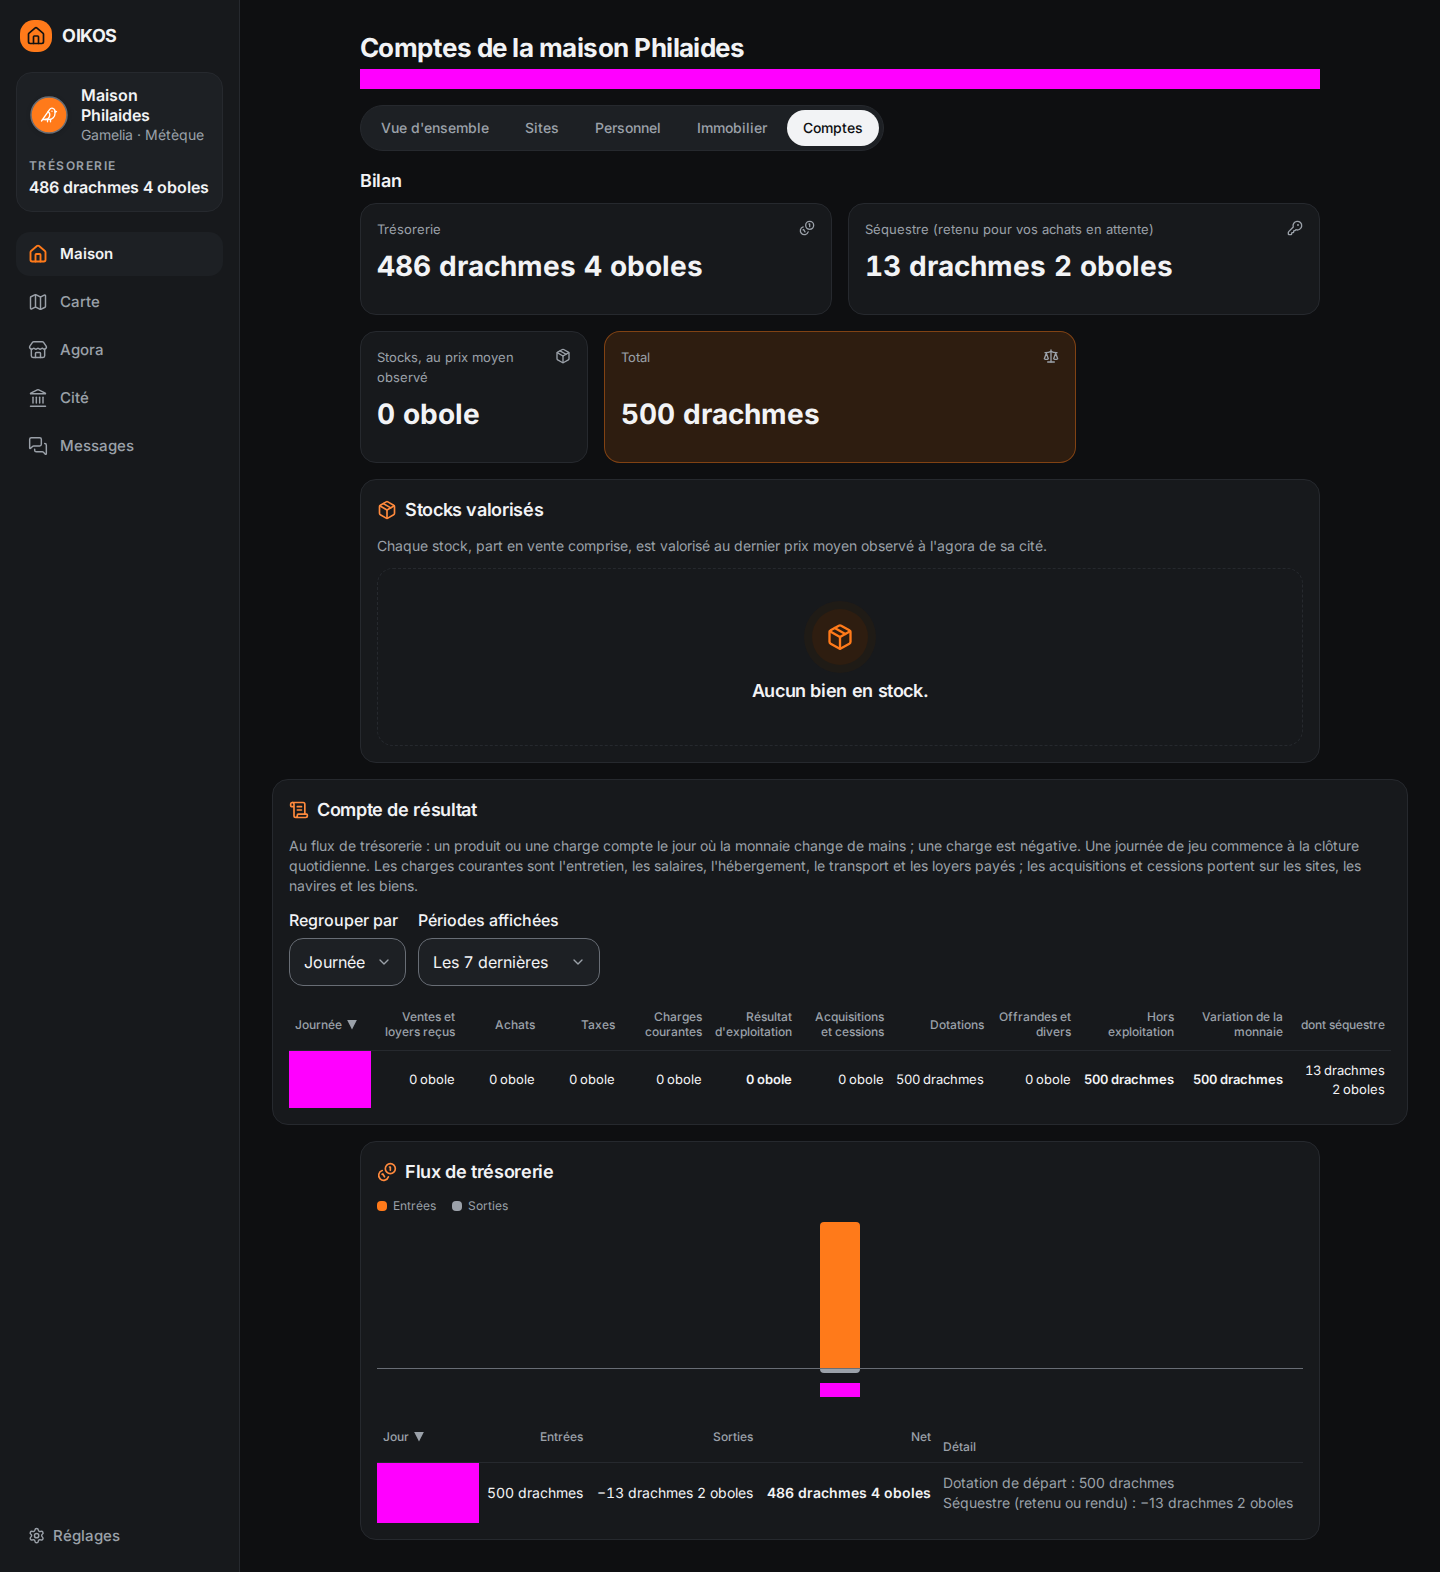 OIKOS
Maison
Philaides
Gamelia · Métèque
TRÉSORERIE
486 drachmes 4 oboles
Maison
Carte
Agora
Cité
Messages
Réglages
Comptes de la maison Philaides
Vue d'ensemble Sites Personnel Immobilier Comptes
Bilan
Trésorerie
486 drachmes 4 oboles
Séquestre (retenu pour vos achats en attente)
13 drachmes 2 oboles
Stocks, au prix moyen
observé
0 obole
Total
500 drachmes
Stocks valorisés
Chaque stock, part en vente comprise, est valorisé au dernier prix moyen observé à l'agora de sa cité.
Aucun bien en stock.
Compte de résultat
Au flux de trésorerie : un produit ou une charge compte le jour où la monnaie change de mains ; une charge est négative. Une journée de jeu commence à la clôture
quotidienne. Les charges courantes sont l'entretien, les salaires, l'hébergement, le transport et les loyers payés ; les acquisitions et cessions portent sur les sites, les
navires et les biens.
Regrouper par Périodes affichées
Journée Les 7 dernières
Journée ▼ Ventes et loyers reçus Achats Taxes Charges courantes Résultat d'exploitation Acquisitions et cessions Dotations Offrandes et divers Hors exploitation Variation de la monnaie dont séquestre
0 obole 0 obole 0 obole 0 obole 0 obole 0 obole 500 drachmes 0 obole 500 drachmes 500 drachmes 13 drachmes 2 oboles
Flux de trésorerie
Entrées Sorties
Jour ▼ Entrées Sorties Net Détail
500 drachmes −13 drachmes 2 oboles 486 drachmes 4 oboles Dotation de départ : 500 drachmes
Séquestre (retenu ou rendu) : −13 drachmes 2 oboles